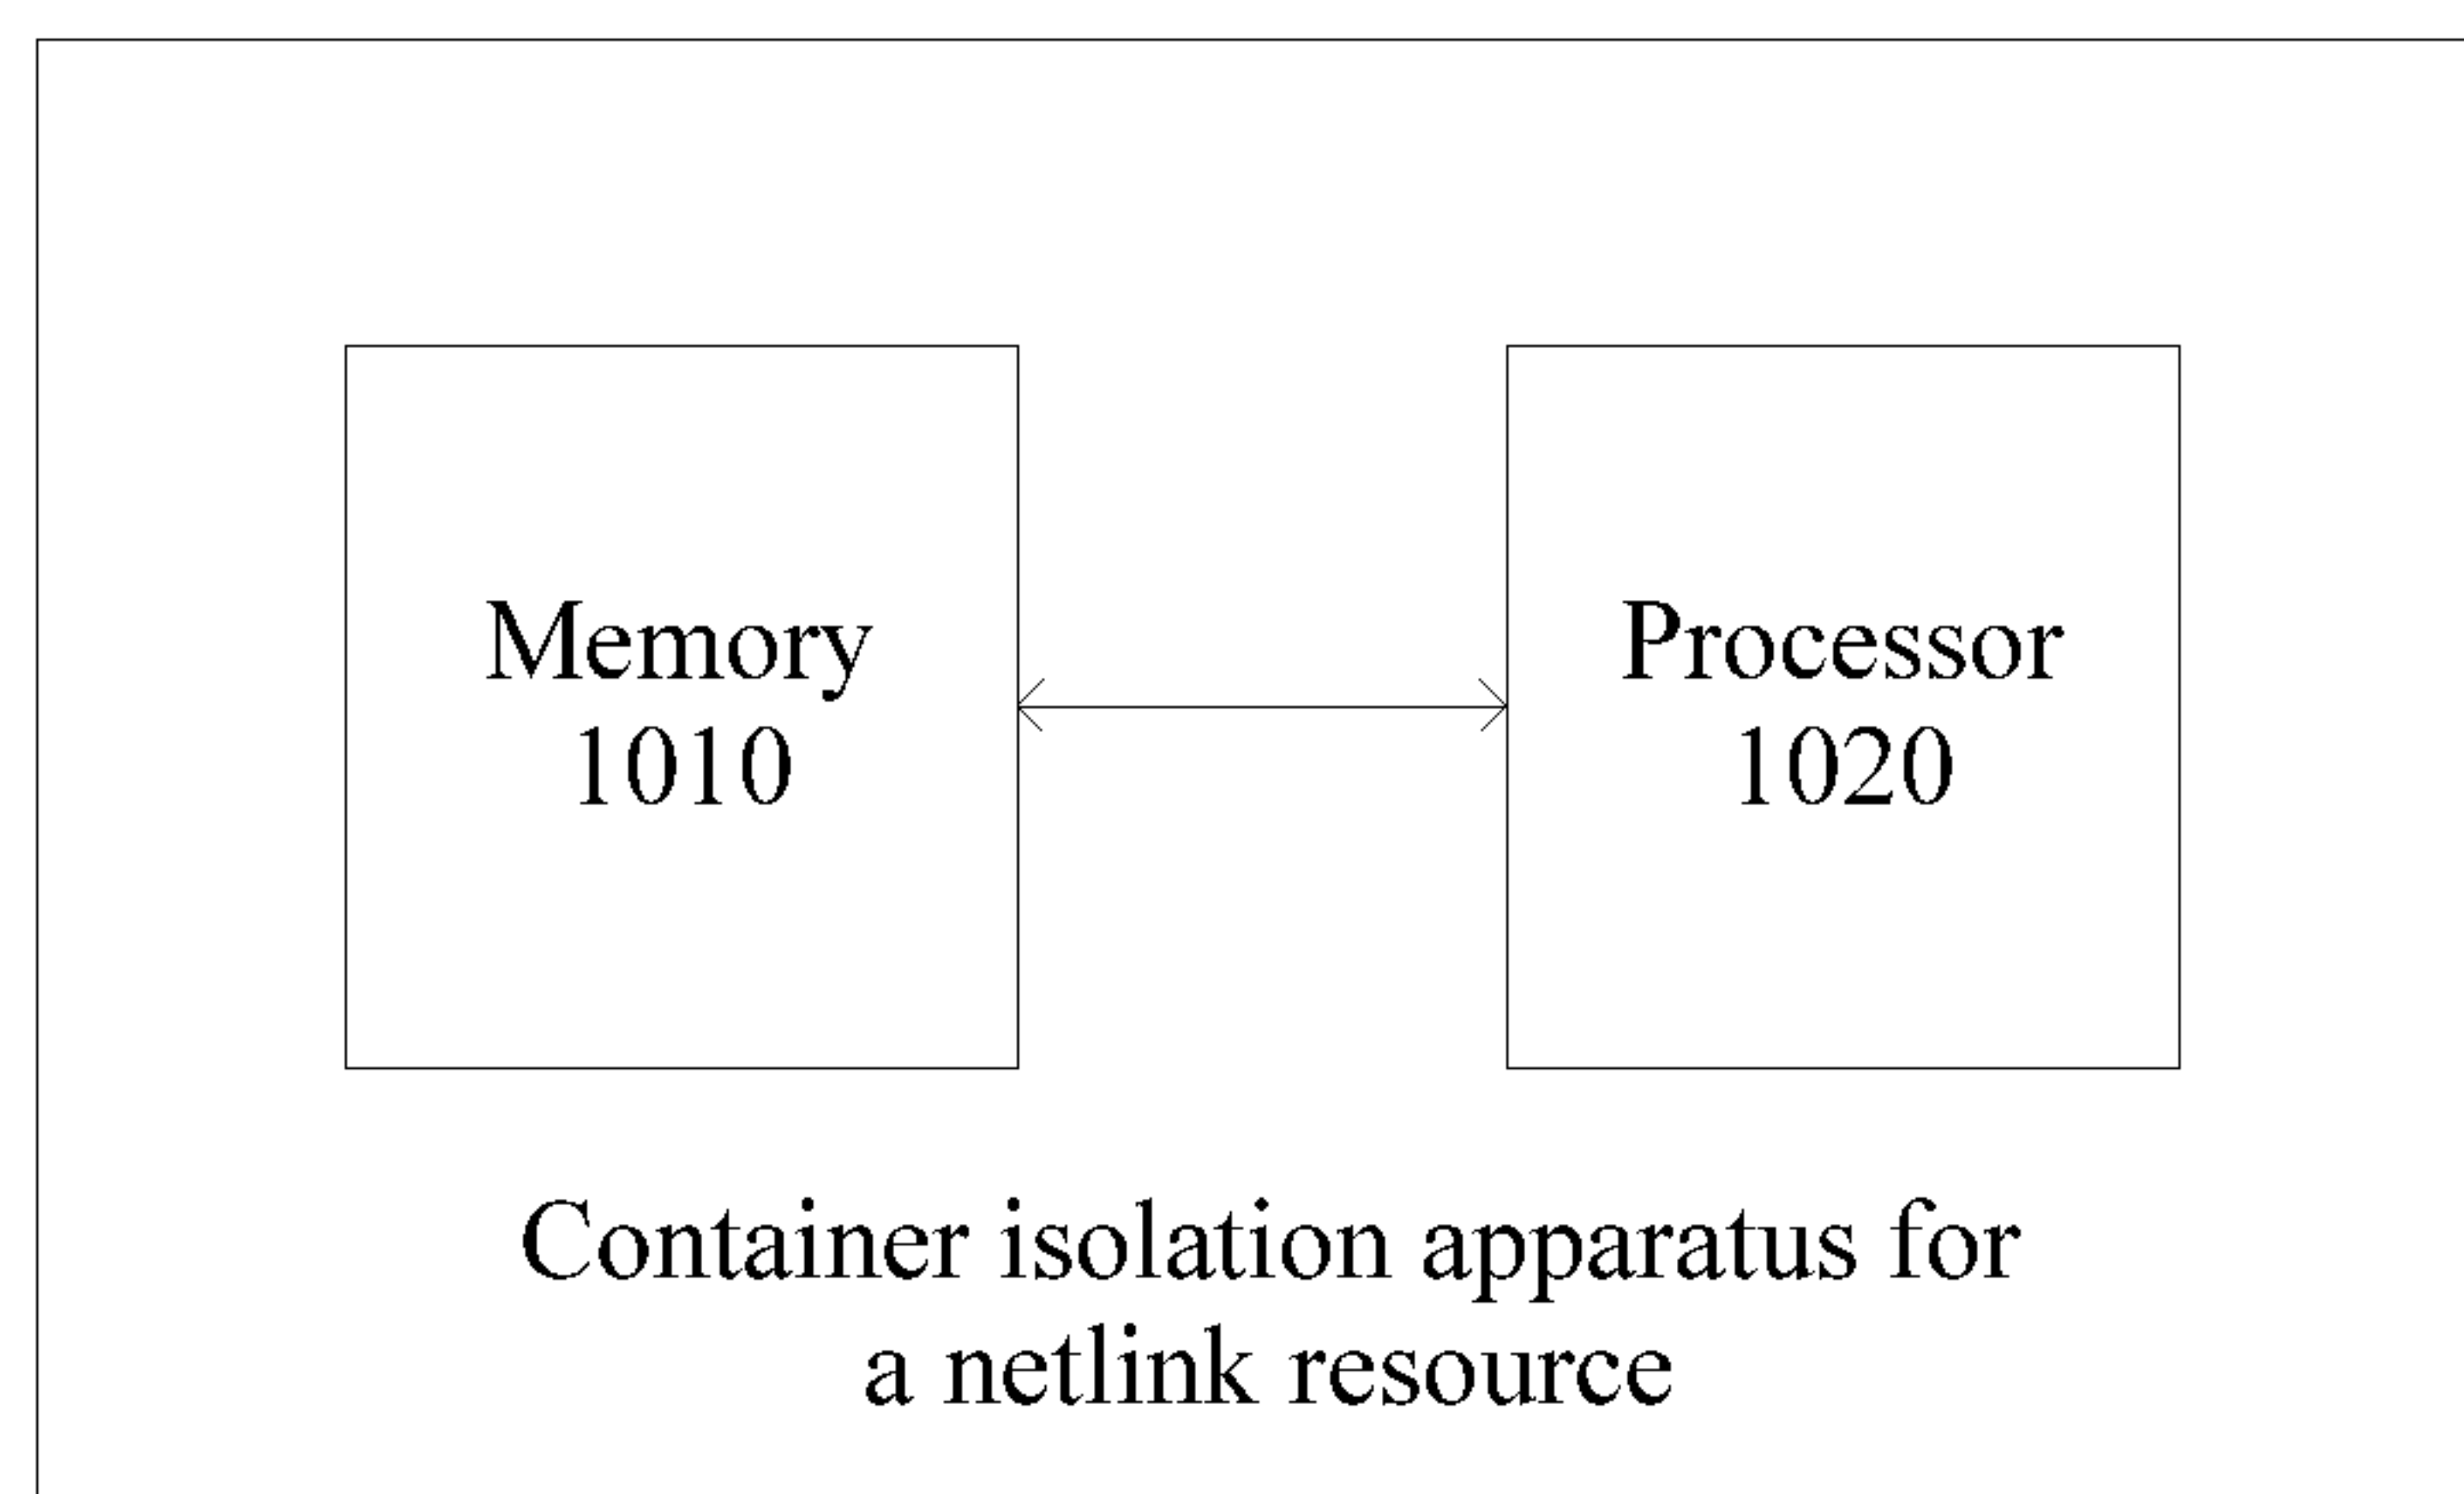 Memory
1010
Processor
1020
Container isolation apparatus for
a netlink resource